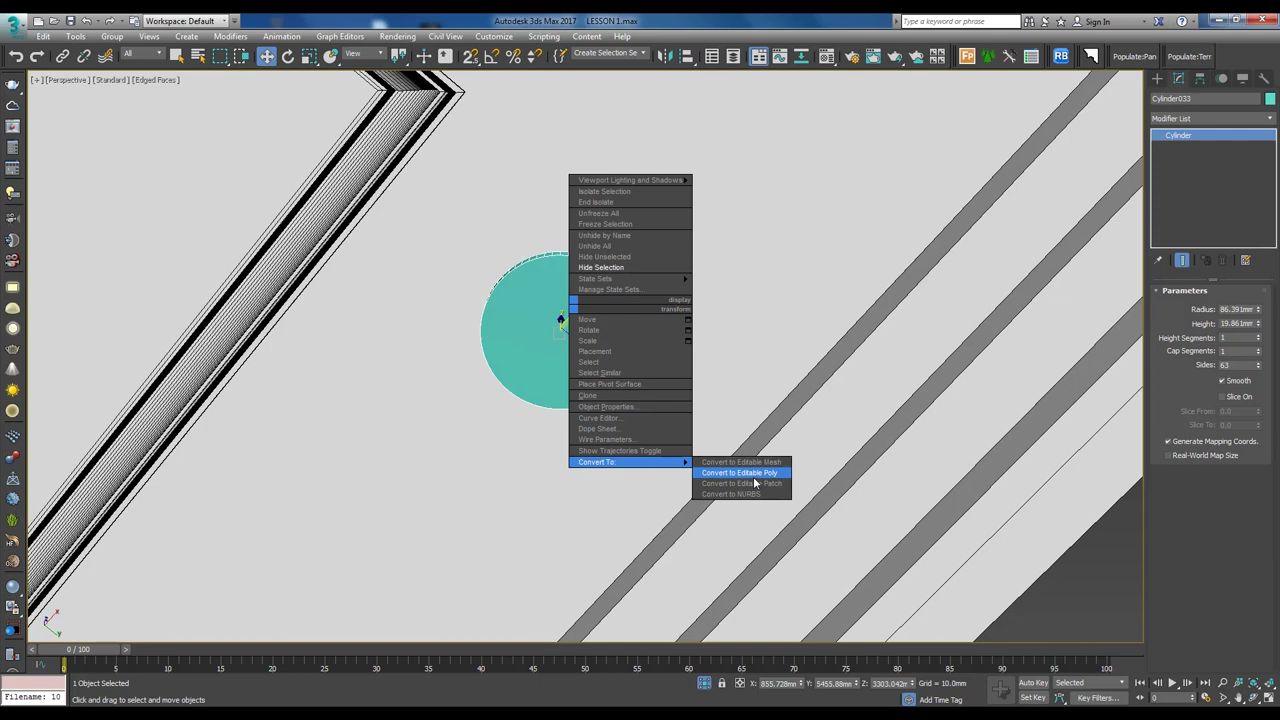 Workspace: Default
Autodesk 3ds Max 2017 LESSON 1.max
Type a keyword or phrase
Sign In
Edit Tools Group Views Create Modifiers Animation Graph Editors Rendering Civil View Customize Scripting Content Help
All
View
Create Selection Se
Populate:Pan
Populate:Terr
[+] [Perspective] [Standard] [Edged Faces]
Cylinder033
Modifier List
Cylinder
Viewport Lighting and Shadows
Isolate Selection
End Isolate
Unfreeze All
Freeze Selection
Unhide by Name
Unhide All
Hide Unselected
Hide Selection
State Sets
Manage State Sets...
display
transform
Move
Rotate
Scale
Placement
Select
Select Similar
Place Pivot Surface
Clone
Object Properties...
Curve Editor...
Dope Sheet...
Wire Parameters...
Show Trajectories Toggle
Convert To:
Convert to Editable Mesh
Convert to Editable Poly
Convert to Editable Patch
Convert to NURBS
Parameters
Radius: 86.391mm
Height: 19.861mm
Height Segments: 1
Cap Segments: 1
Sides: 63
Smooth
Slice On
Slice From: 0.0
Slice To: 0.0
Generate Mapping Coords.
Real-World Map Size
0 / 100
0 5 10 15 20 25 30 35 40 45 50 55 60 65 70 75 80 85 90 95 100
1 Object Selected
X: 855.728mm Y: 5455.88mm Z: 3303.042mm Grid = 10.0mm
Auto Key Selected
Filename: 10
Click and drag to select and move objects
Add Time Tag
Set Key Key Filters...
0